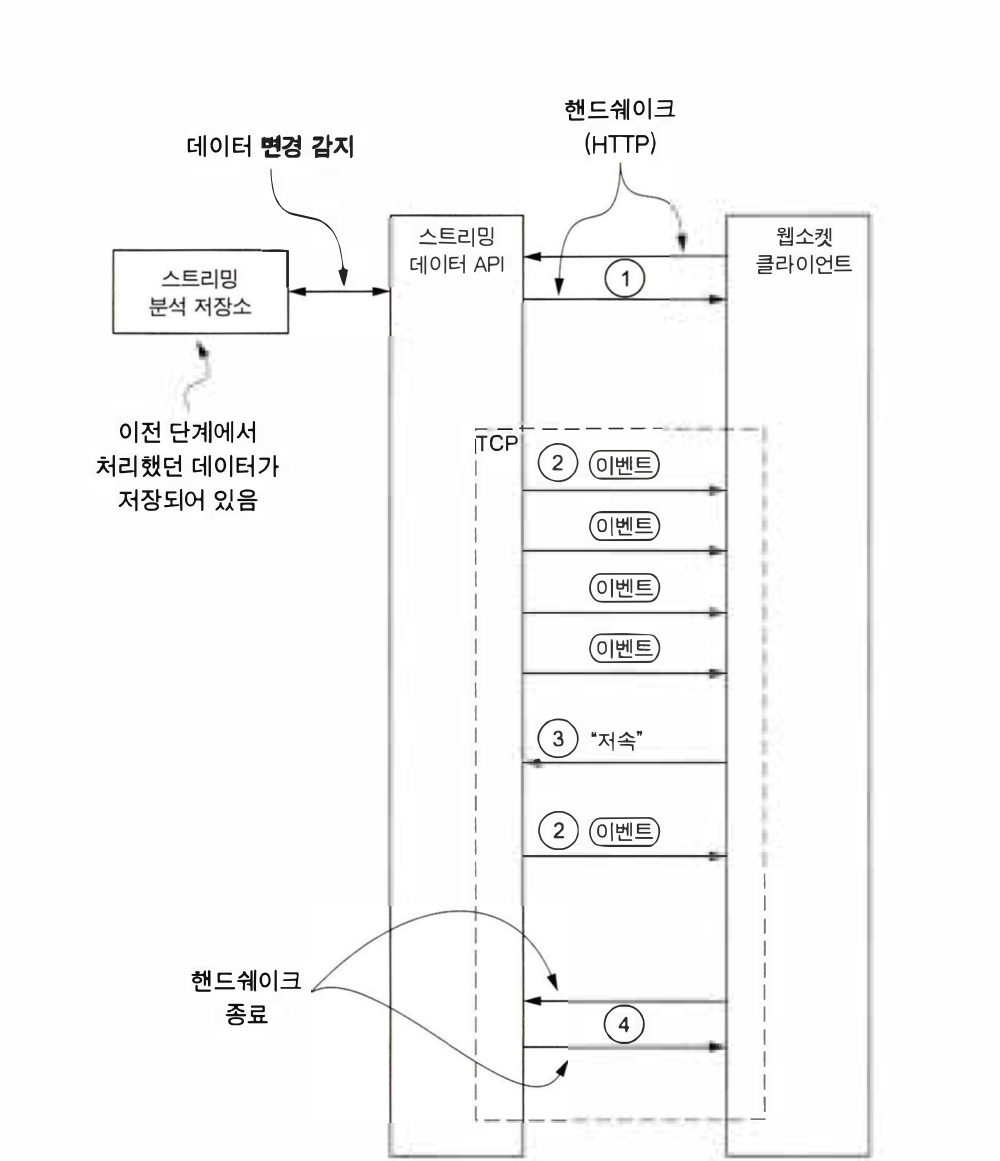 핸드쉐이크
(HTTP)
데이터 변경 감지
스트리밍
데이터 API
웹소켓
클라이언트
스트리밍
분석 저장소
1
이전 단계에서
처리했던 데이터가
저장되어 있음
TCP
2 이벤트
이벤트
이벤트
이벤트
3 “저속”
2 이벤트
핸드쉐이크
종료
4